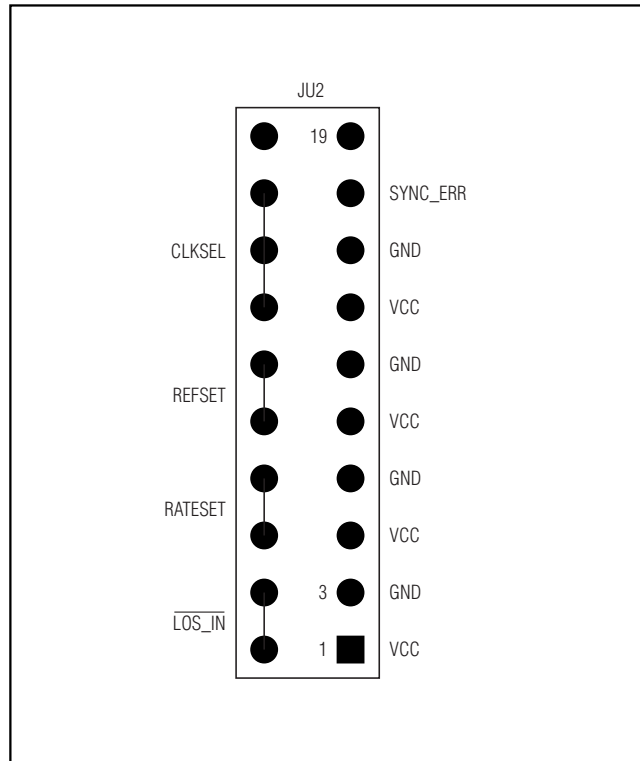 JU2
19
SYNC_ERR
CLKSEL
GND
VCC
GND
REFSET
VCC
GND
RATESET
VCC
3
GND
LOS_IN
1
VCC